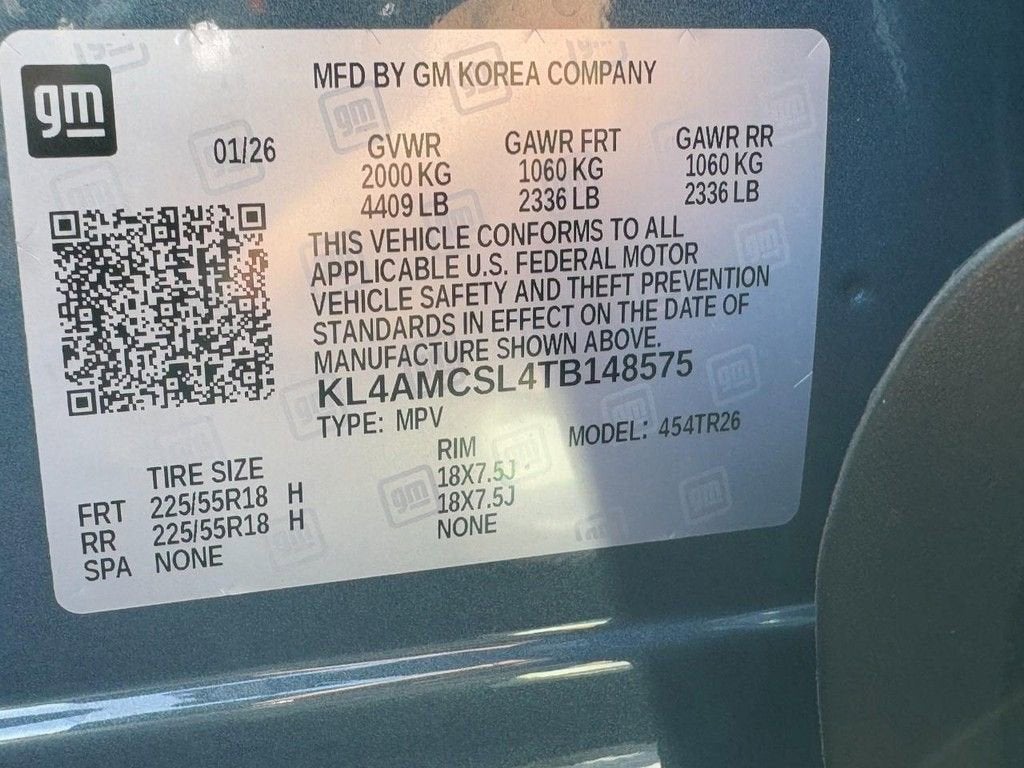 gm
MFD BY GM KOREA COMPANY
01/26
GVWR GAWR FRT GAWR RR
2000 KG 1060 KG 1060 KG
4409 LB 2336 LB 2336 LB
THIS VEHICLE CONFORMS TO ALL
APPLICABLE U.S. FEDERAL MOTOR
VEHICLE SAFETY AND THEFT PREVENTION
STANDARDS IN EFFECT ON THE DATE OF
MANUFACTURE SHOWN ABOVE.
KL4AMCSL4TB148575
TYPE: MPV MODEL: 454TR26
TIRE SIZE RIM
FRT 225/55R18 H 18X7.5J
RR 225/55R18 H 18X7.5J
SPA NONE NONE